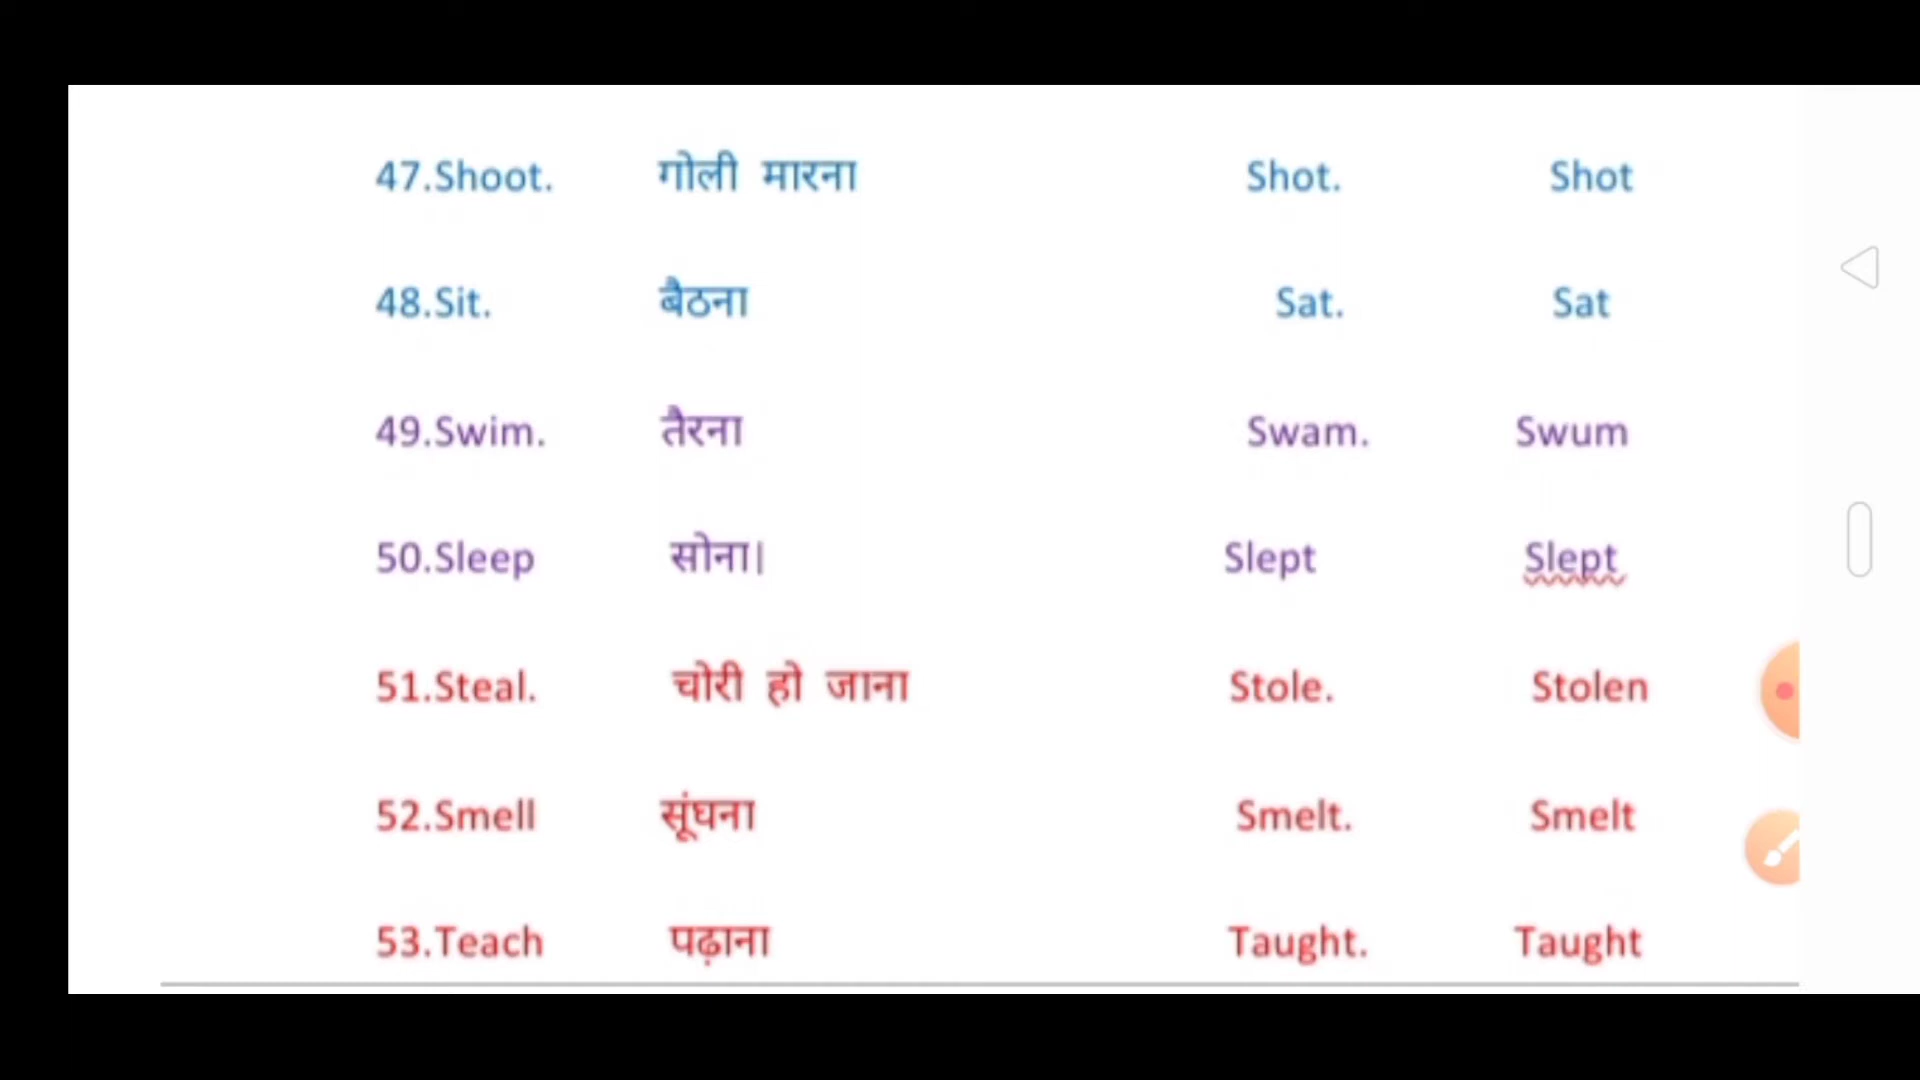 47.Shoot. गोली मारना Shot. Shot
48.Sit. बैठना Sat. Sat
49.Swim. तैरना Swam. Swum
50.Sleep सोना| Slept Slept
51.Steal. चोरी हो जाना Stole. Stolen
52.Smell सूंघना Smelt. Smelt
53.Teach पढ़ाना Taught. Taught